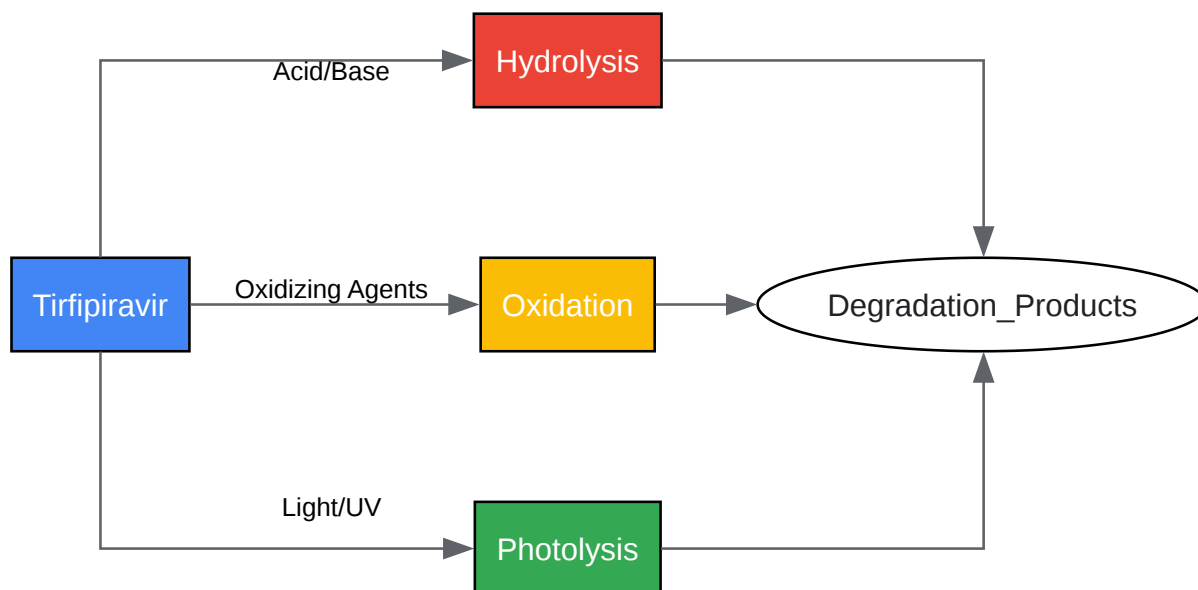 Acid/Base
Hydrolysis
Tirfipiravir
Oxidizing Agents
Oxidation
Degradation_Products
Light/UV
Photolysis